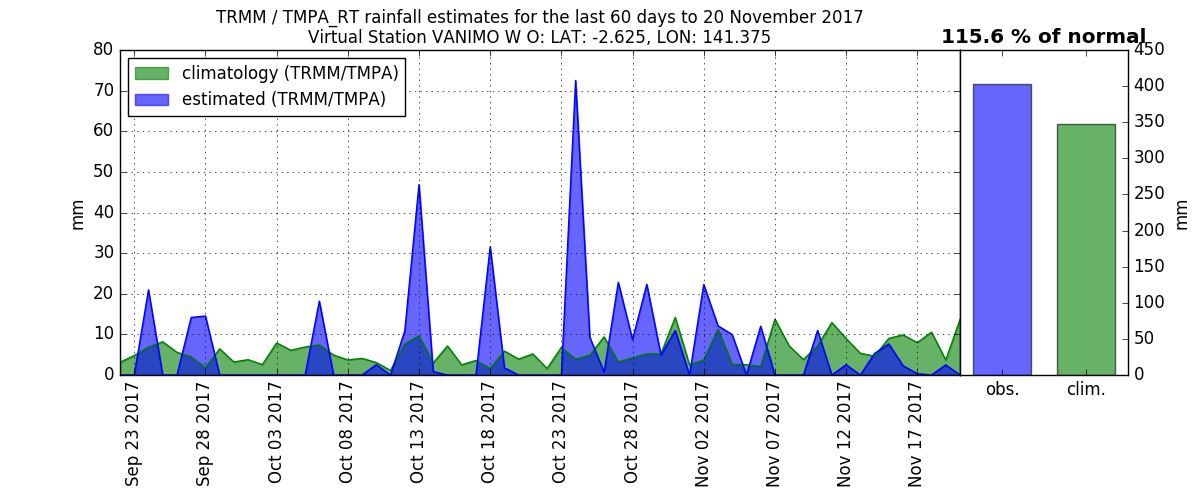 TRMM / TMPA_RT rainfall estimates for the last 60 days to 20 November 2017
Virtual Station VANIMO W O: LAT: -2.625, LON: 141.375
115.6 % of normal
climatology (TRMM/TMPA)
estimated (TRMM/TMPA)
mm
80
70
60
50
40
30
20
10
0
Sep 23 2017
Sep 28 2017
Oct 03 2017
Oct 08 2017
Oct 13 2017
Oct 18 2017
Oct 23 2017
Oct 28 2017
Nov 02 2017
Nov 07 2017
Nov 12 2017
Nov 17 2017
obs.
clim.
450
400
350
300
250
200
150
100
50
0
mm